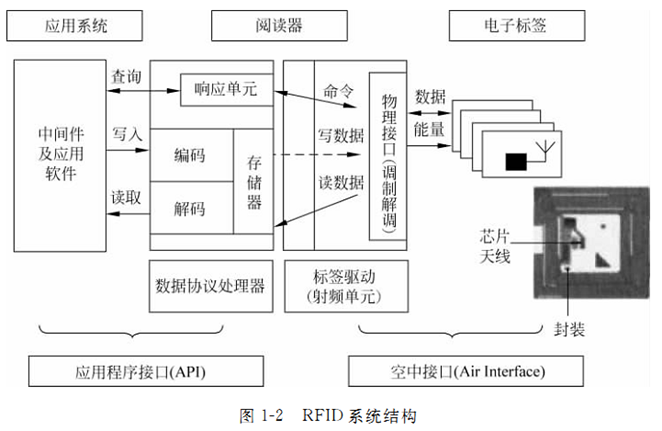 应用系统
阅读器
电子标签
查询
响应单元
命令
数据
能量
中间件
及应用
软件
写入
编码
存储器
写数据
物理接口(调制解调)
读取
解码
读数据
芯片
天线
数据协议处理器
标签驱动
(射频单元)
封装
应用程序接口(API)
空中接口(Air Interface)
图 1-2 RFID 系统结构